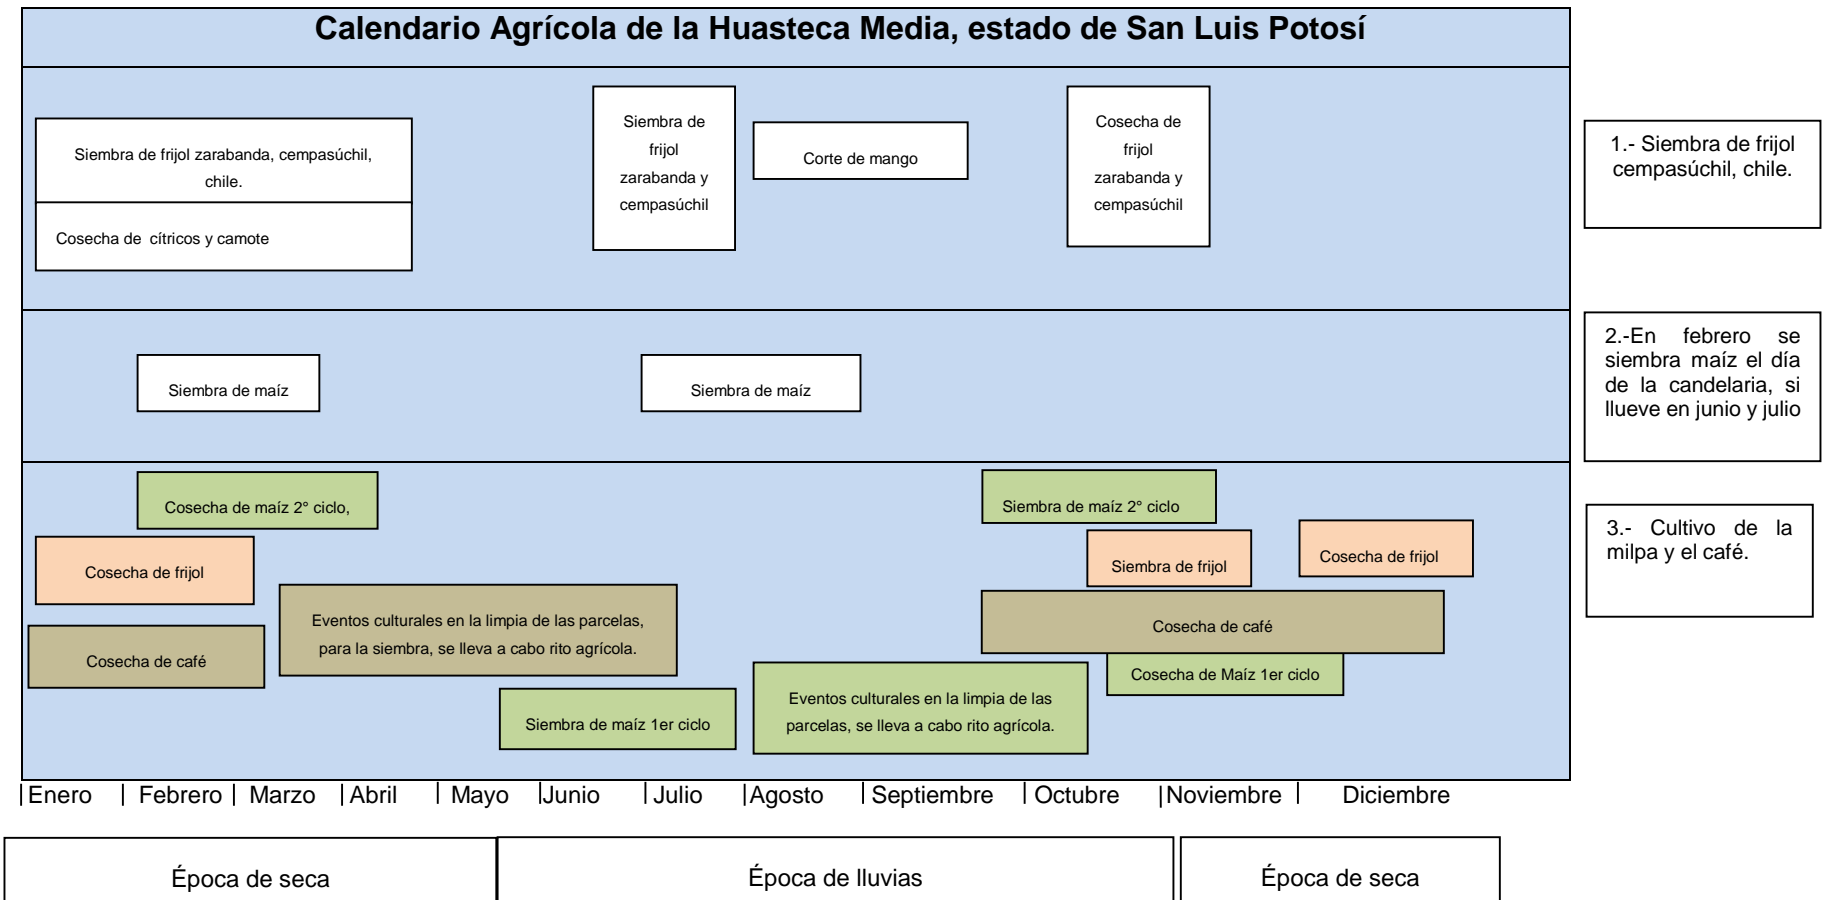 Calendario Agrícola de la Huasteca Media, estado de San Luis Potosí
Siembra de frijol zarabanda, cempasúchil,
chile.
Cosecha de cítricos y camote
Siembra de
frijol
zarabanda y
cempasúchil
Corte de mango
Cosecha de
frijol
zarabanda y
cempasúchil
1.- Siembra de frijol
cempasúchil, chile.
Siembra de maíz
Siembra de maíz
2.-En febrero se
siembra maíz el día
de la candelaria, si
llueve en junio y julio
Cosecha de maíz 2° ciclo,
Cosecha de frijol
Cosecha de café
Eventos culturales en la limpia de las parcelas,
para la siembra, se lleva a cabo rito agrícola.
Siembra de maíz 1er ciclo
Eventos culturales en la limpia de las
parcelas, se lleva a cabo rito agrícola.
Siembra de maíz 2° ciclo
Siembra de frijol
Cosecha de frijol
Cosecha de café
Cosecha de Maíz 1er ciclo
3.- Cultivo de la
milpa y el café.
|Enero | Febrero | Marzo |Abril | Mayo |Junio |Julio |Agosto |Septiembre | Octubre |Noviembre | Diciembre
Época de seca
Época de lluvias
Época de seca